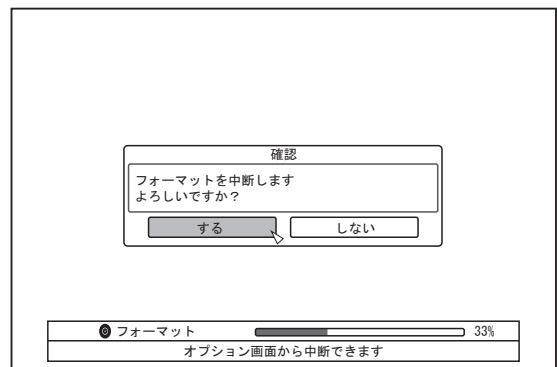 確認
フォーマットを中断します
よろしいですか？
する
しない
フォーマット 33%
オプション画面から中断できます